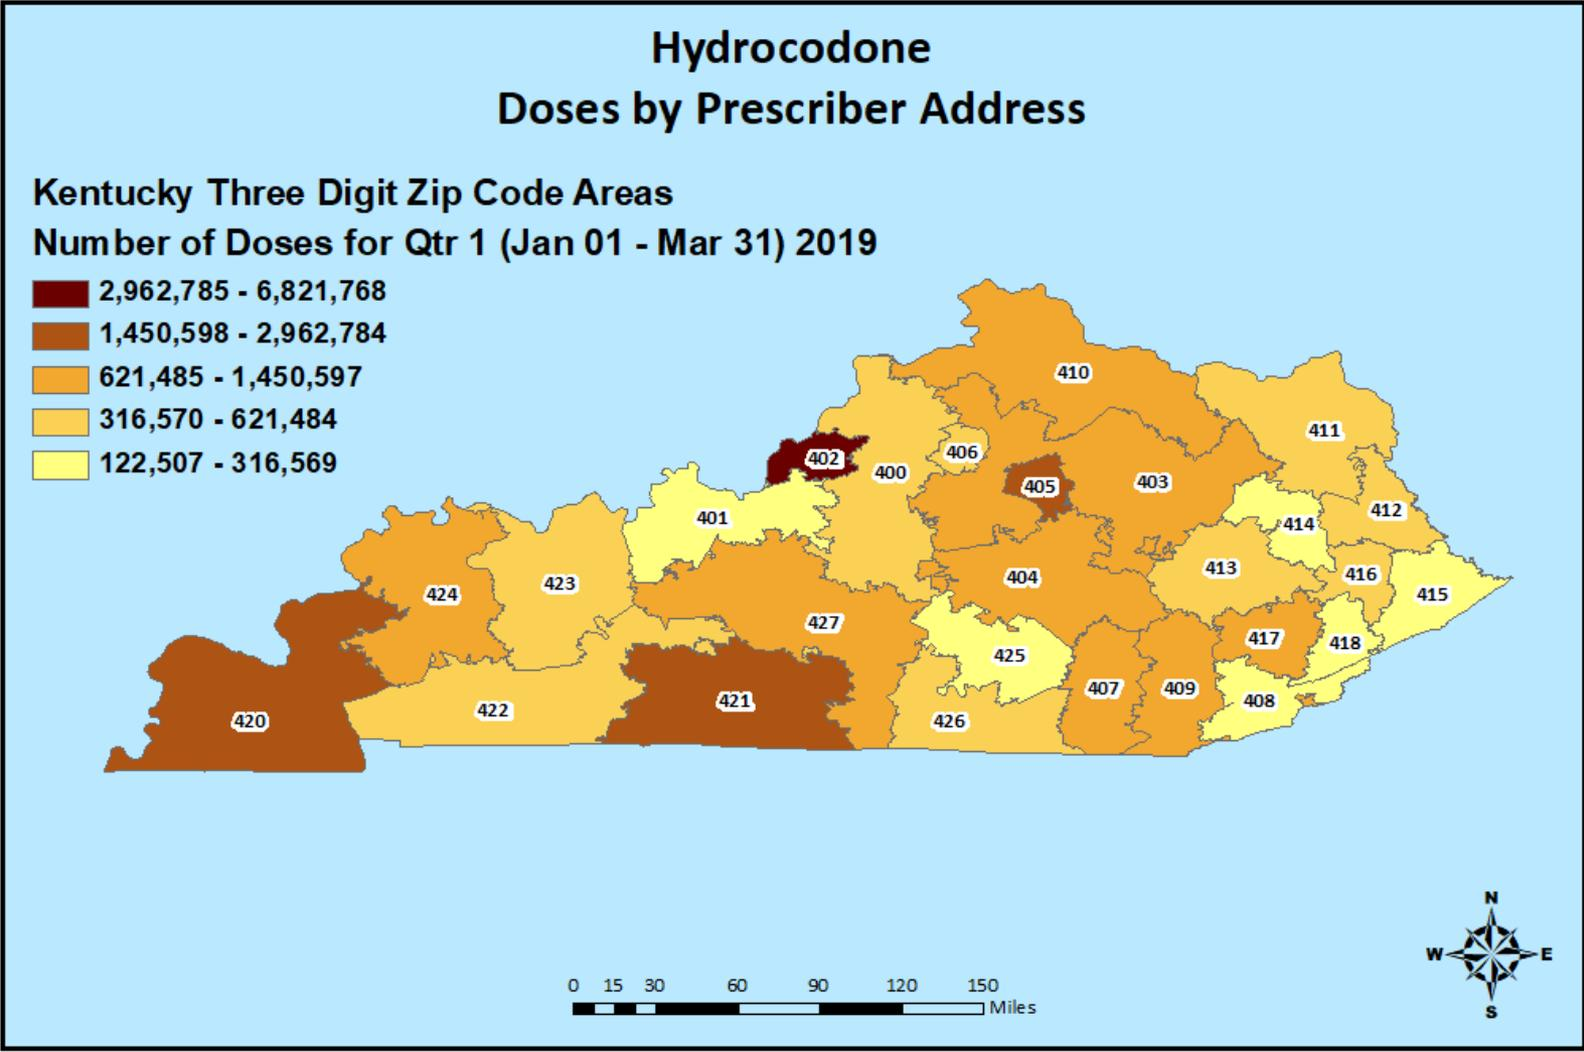 Hydrocodone
Doses by Prescriber Address
Kentucky Three Digit Zip Code Areas
Number of Doses for Qtr 1 (Jan 01 - Mar 31) 2019
2,962,785 - 6,821,768
1,450,598 - 2,962,784
621,485 - 1,450,597
316,570 - 621,484
122,507 - 316,569
410
411
402
406
400
405
403
412
401
414
413
416
404
423
415
424
427
417
418
425
407
409
421
408
422
420
426
N
W E
S
0 15 30 60 90 120 150
Miles